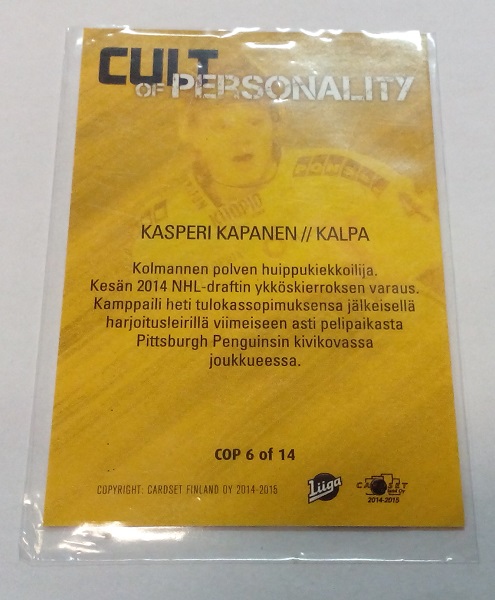 CULT
OF PERSONALITY
KUOPIO
KASPERI KAPANEN // KALPA
Kolmannen polven huippukiekkoilija.
Kesän 2014 NHL-draftin ykköskierroksen varaus.
Kamppaili heti tulokassopimuksensa jälkeisellä
harjoitusleirillä viimeiseen asti pelipaikasta
Pittsburgh Penguinsin kivikovassa
joukkueessa.
COP 6 of 14
COPYRIGHT: CARDSET FINLAND OY 2014-2015
Liiga
CARDSET
2014-2015